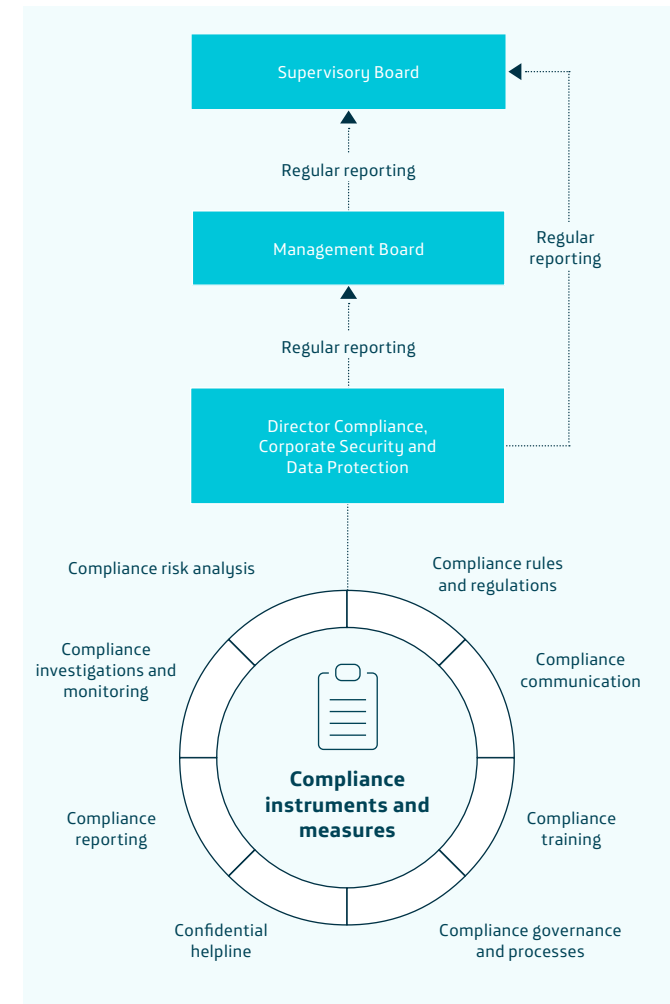 Supervisory Board
Regular reporting
Management Board
Regular
reporting
Regular reporting
Director Compliance,
Corporate Security and
Data Protection
Compliance risk analysis
Compliance rules
and regulations
Compliance
investigations and
monitoring
Compliance
communication
Compliance
instruments and
measures
Compliance
reporting
Compliance
training
Confidential
helpline
Compliance governance
and processes